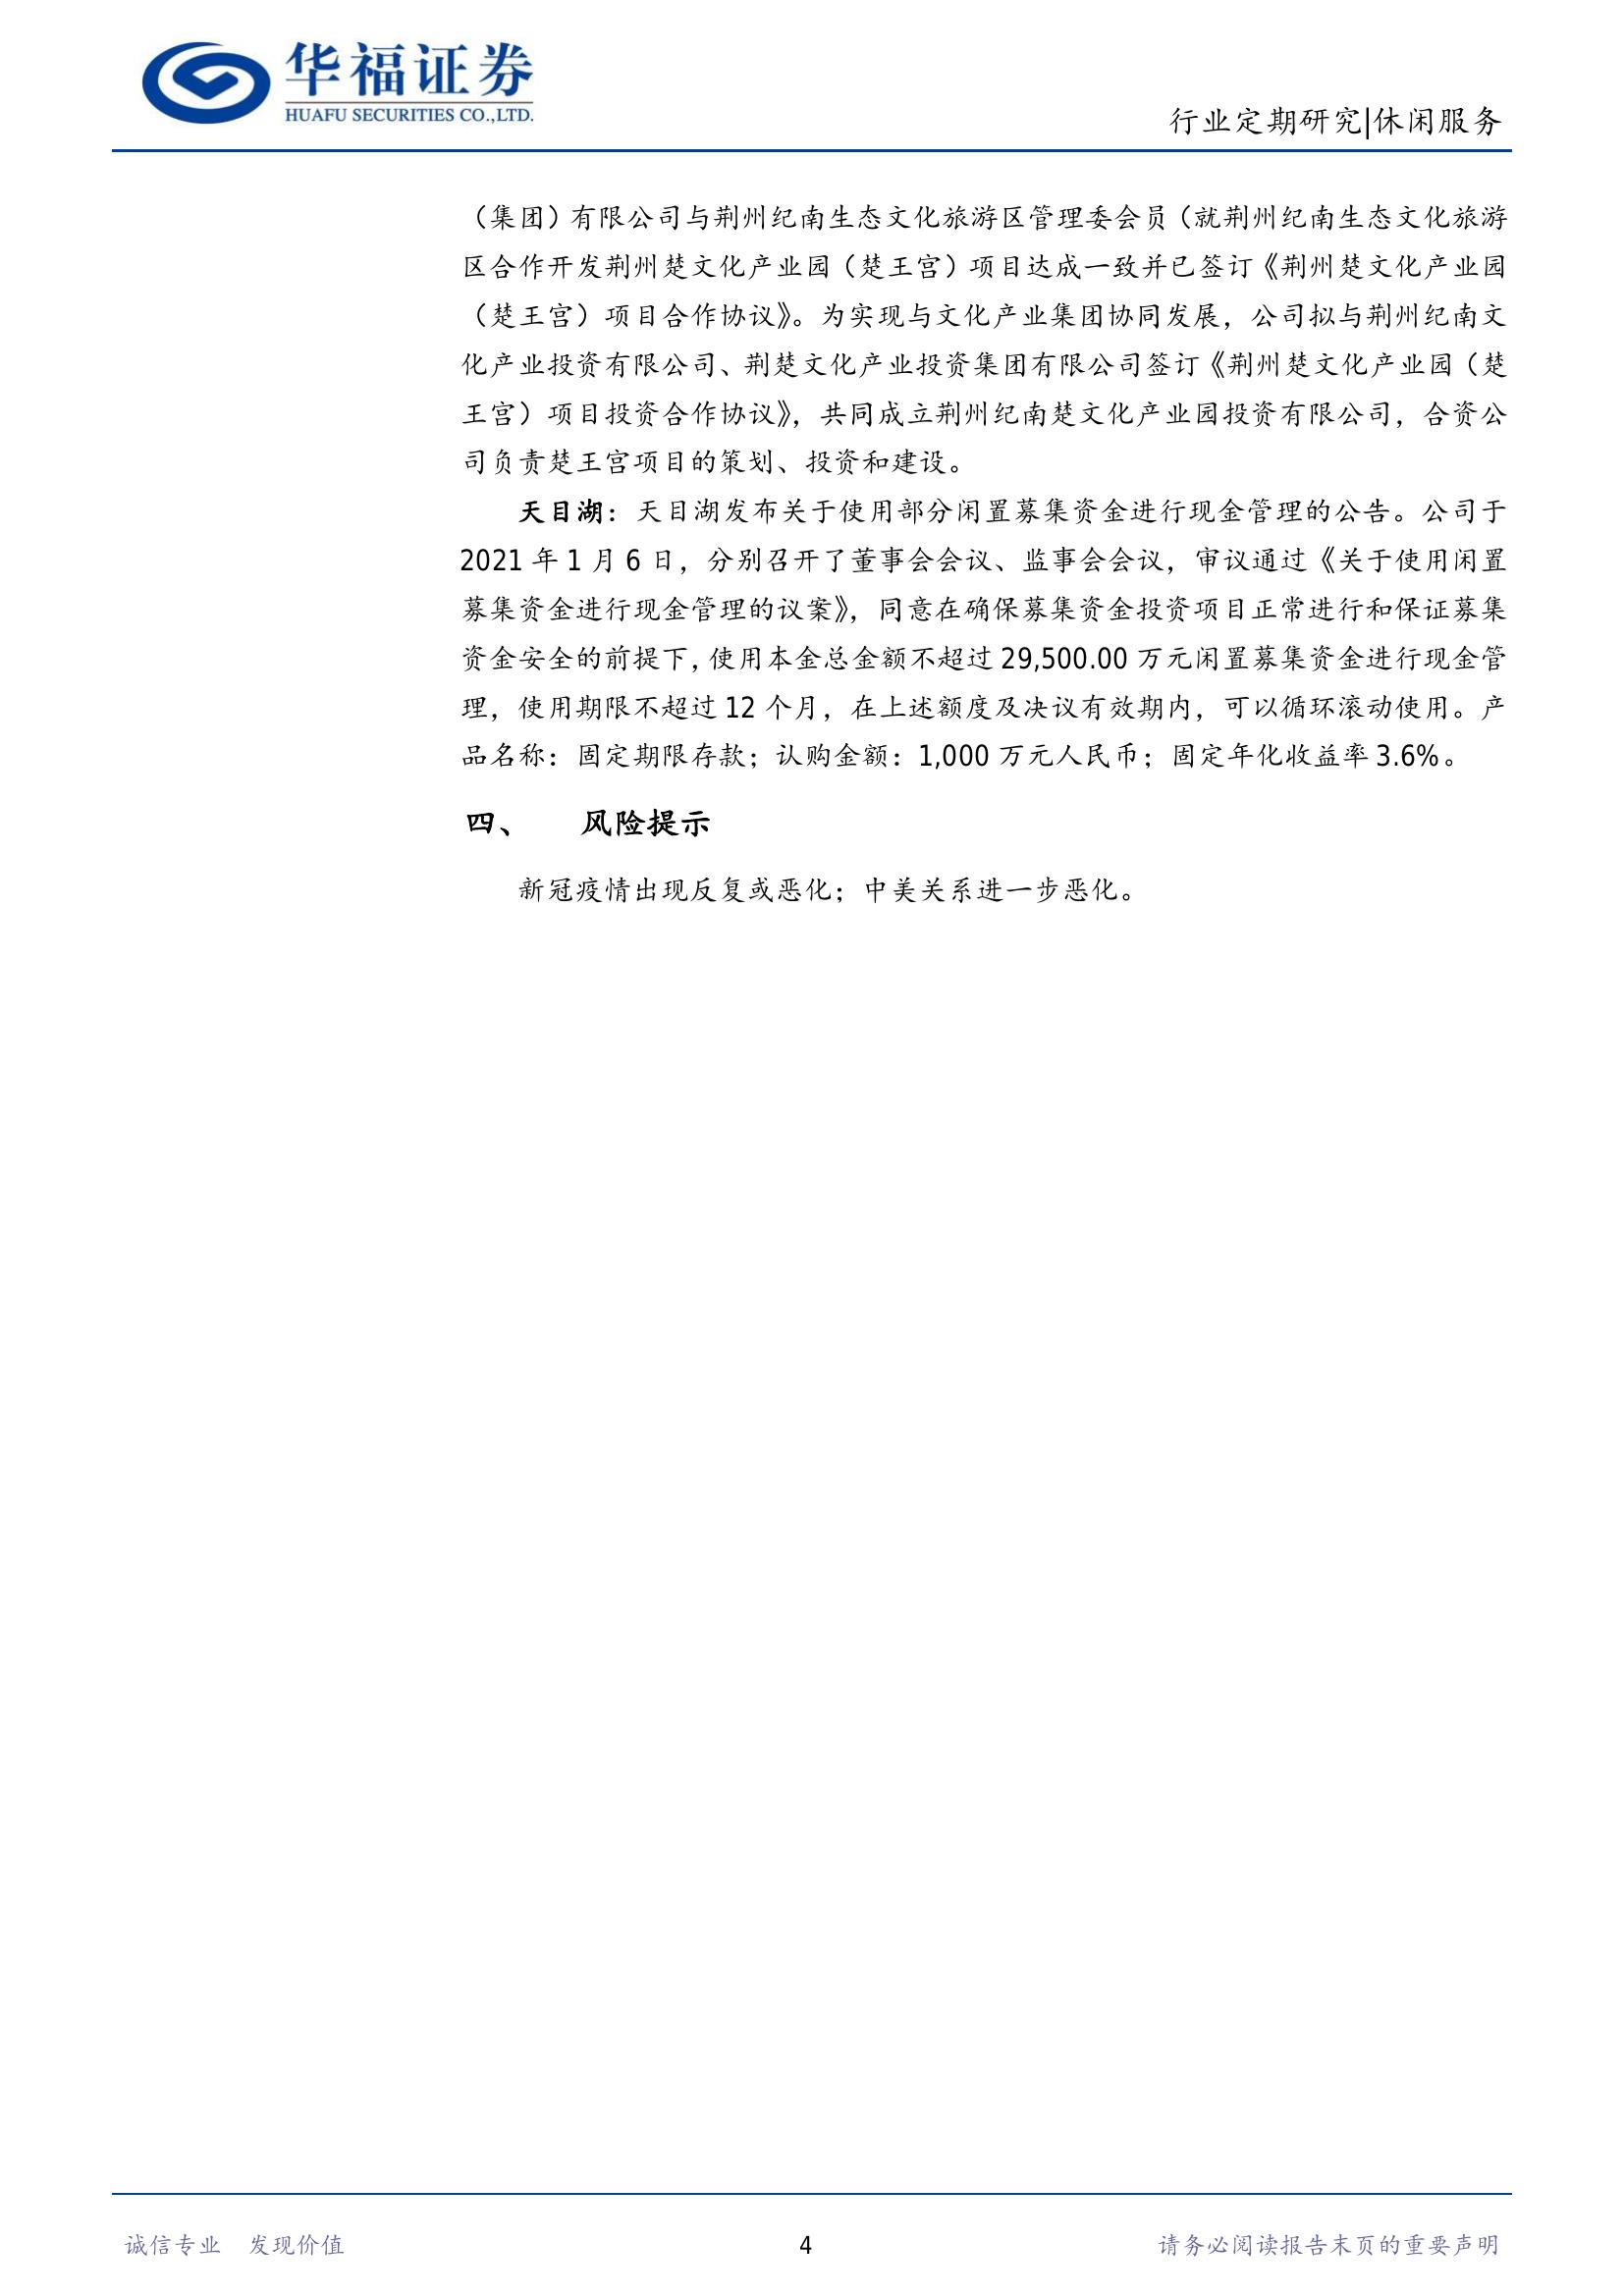 华福证券
HUAFU SECURITIES CO.,LTD.
行业定期研究|休闲服务
（集团）有限公司与荆州纪南生态文化旅游区管理委会员（就荆州纪南生态文化旅游
区合作开发荆州楚文化产业园（楚王宫）项目达成一致并已签订《荆州楚文化产业园
（楚王宫）项目合作协议》。为实现与文化产业集团协同发展，公司拟与荆州纪南文
化产业投资有限公司、荆楚文化产业投资集团有限公司签订《荆州楚文化产业园（楚
王宫）项目投资合作协议》，共同成立荆州纪南楚文化产业园投资有限公司，合资公
司负责楚王宫项目的策划、投资和建设。
天目湖：天目湖发布关于使用部分闲置募集资金进行现金管理的公告。公司于
2021 年 1 月 6 日，分别召开了董事会会议、监事会会议，审议通过《关于使用闲置
募集资金进行现金管理的议案》，同意在确保募集资金投资项目正常进行和保证募集
资金安全的前提下，使用本金总金额不超过 29,500.00 万元闲置募集资金进行现金管
理，使用期限不超过 12 个月，在上述额度及决议有效期内，可以循环滚动使用。产
品名称：固定期限存款；认购金额：1,000 万元人民币；固定年化收益率 3.6%。
四、 风险提示
新冠疫情出现反复或恶化；中美关系进一步恶化。
诚信专业 发现价值 4 请务必阅读报告末页的重要声明